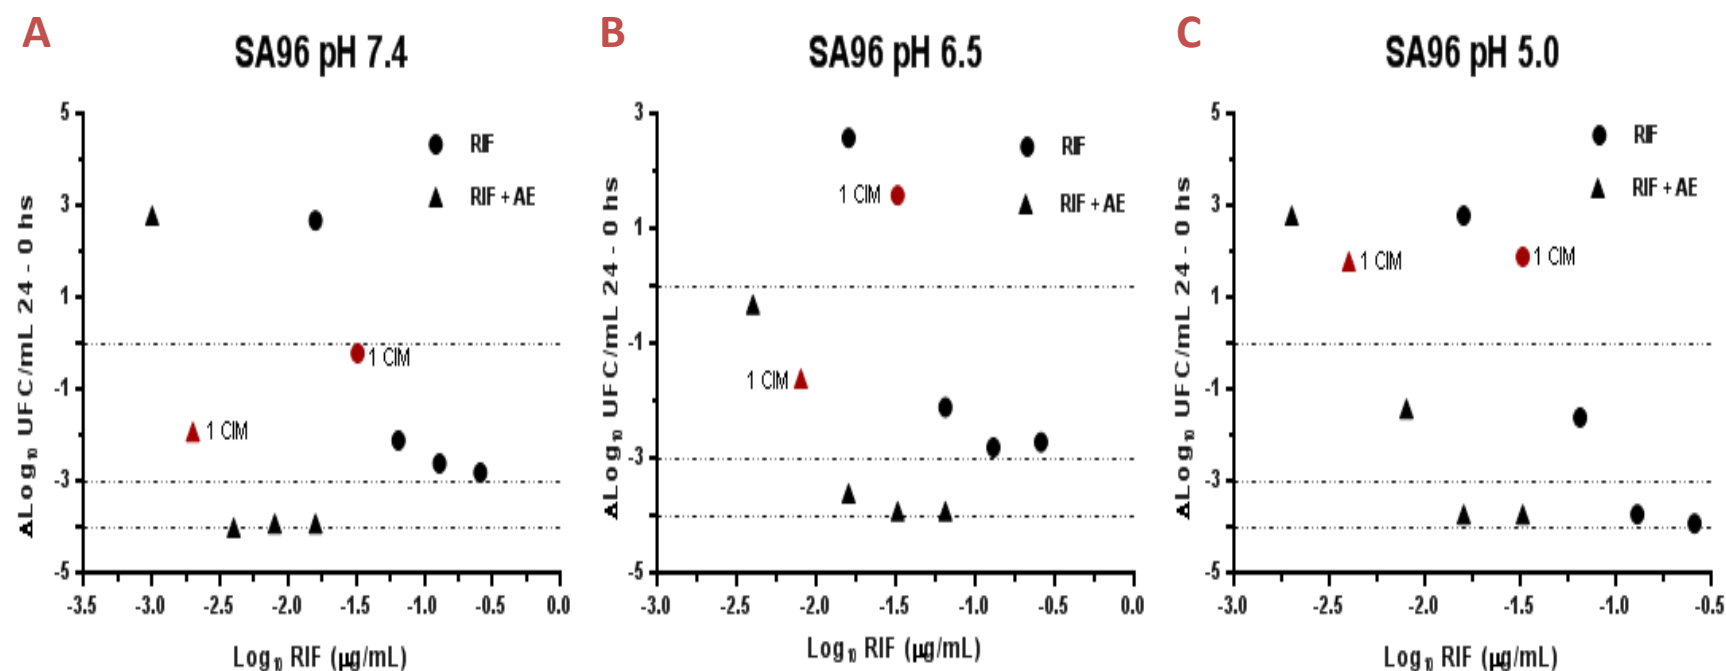 A
SA96 pH 7.4
5
3
1
-1
-3
-5
ΔLog₁₀ UFC/mL 24 - 0 hs
RIF
RIF + AE
1 CIM
1 CIM
-3.5 -3.0 -2.5 -2.0 -1.5 -1.0 -0.5 0.0
Log₁₀ RIF (µg/mL)
B
SA96 pH 6.5
3
1
-1
-3
-5
ΔLog₁₀ UFC/mL 24 - 0 hs
RIF
RIF + AE
1 CIM
1 CIM
-3.0 -2.5 -2.0 -1.5 -1.0 -0.5 0.0
Log₁₀ RIF (µg/mL)
C
SA96 pH 5.0
5
3
1
-1
-3
-5
ΔLog₁₀ UFC/mL 24 - 0 hs
RIF
RIF + AE
1 CIM
1 CIM
-3.0 -2.5 -2.0 -1.5 -1.0 -0.5
Log₁₀ RIF (µg/mL)